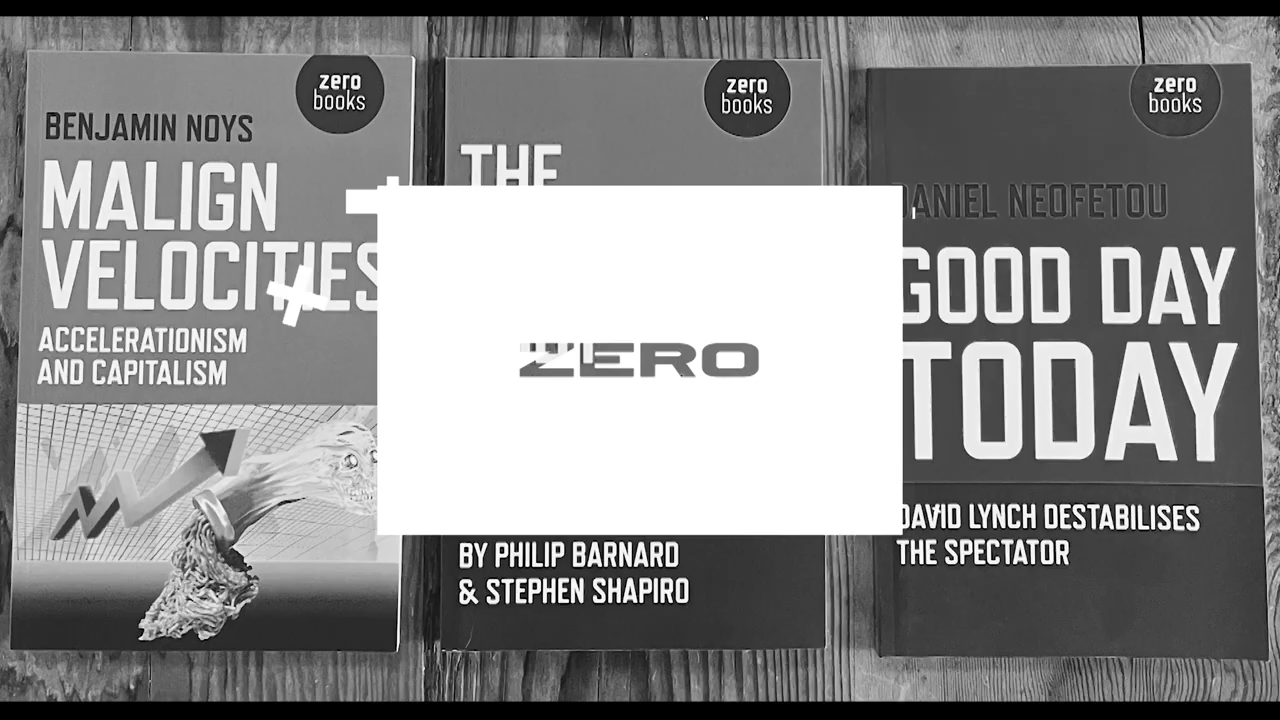 zero
books
BENJAMIN NOYS
MALIGN
VELOCITIES
ACCELERATIONISM
AND CAPITALISM
zero
books
THE
BY PHILIP BARNARD
& STEPHEN SHAPIRO
ZERO
zero
books
DANIEL NEOFETOU
GOOD DAY
TODAY
DAVID LYNCH DESTABILISES
THE SPECTATOR